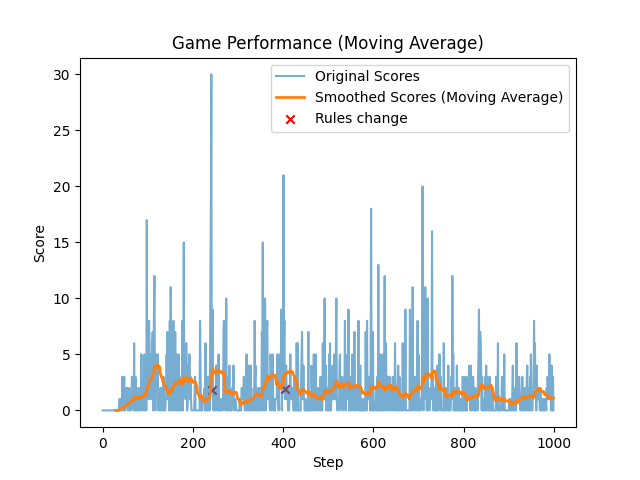 Game Performance (Moving Average)
Original Scores
Smoothed Scores (Moving Average)
Rules change
30
25
20
15
10
5
0
Score
0 200 400 600 800 1000
Step